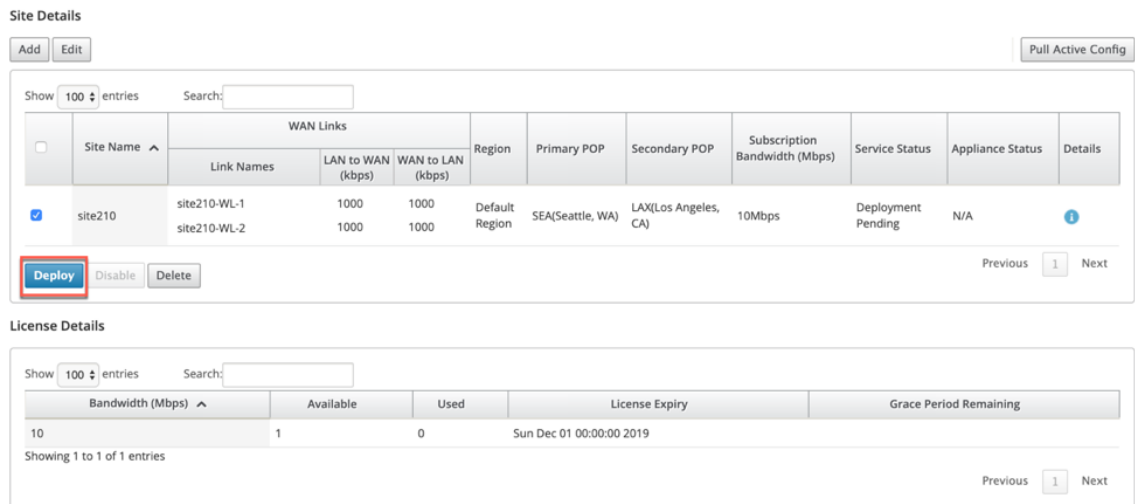 Site Details
Add Edit Pull Active Config
Show 100 entries Search:
Site Name WAN Links Region Primary POP Secondary POP Subscription Bandwidth (Mbps) Service Status Appliance Status Details
Link Names LAN to WAN (kbps) WAN to LAN (kbps)
site210 site210-WL-1 1000 1000 Default Region SEA(Seattle, WA) LAX(Los Angeles, CA) 10Mbps Deployment Pending N/A
site210-WL-2 1000 1000
Previous 1 Next
Deploy Disable Delete
License Details
Show 100 entries Search:
Bandwidth (Mbps) Available Used License Expiry Grace Period Remaining
10 1 0 Sun Dec 01 00:00:00 2019
Showing 1 to 1 of 1 entries
Previous 1 Next